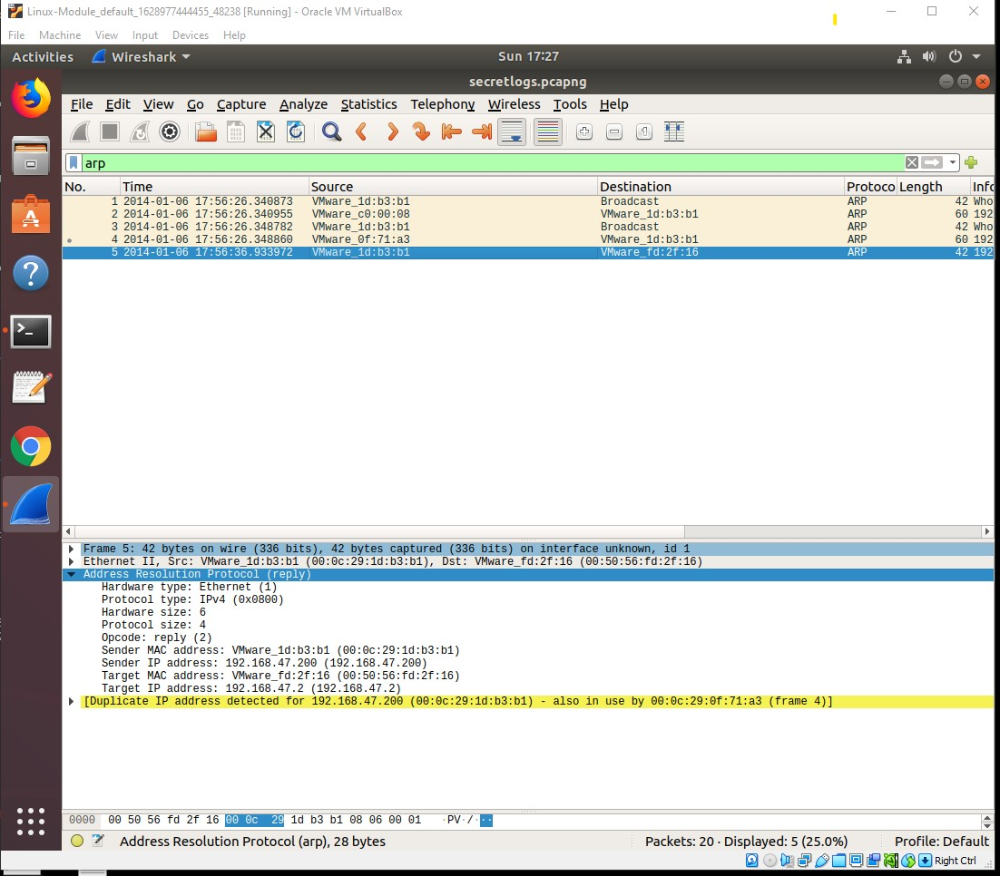 Linux-Module_default_1628977444455_48238 [Running] - Oracle VM VirtualBox
File Machine View Input Devices Help
Activities Wireshark Sun 17:27
secretlogs.pcapng
File Edit View Go Capture Analyze Statistics Telephony Wireless Tools Help
arp
No. Time Source Destination Protoco Length Info
1 2014-01-06 17:56:26.340873 VMware_1d:b3:b1 Broadcast ARP 42 Who
2 2014-01-06 17:56:26.340955 VMware_c0:00:08 VMware_1d:b3:b1 ARP 60 192
3 2014-01-06 17:56:26.348782 VMware_1d:b3:b1 Broadcast ARP 42 Who
4 2014-01-06 17:56:26.348860 VMware_0f:71:a3 VMware_1d:b3:b1 ARP 60 192
5 2014-01-06 17:56:36.933972 VMware_1d:b3:b1 VMware_fd:2f:16 ARP 42 192
Frame 5: 42 bytes on wire (336 bits), 42 bytes captured (336 bits) on interface unknown, id 1
Ethernet II, Src: VMware_1d:b3:b1 (00:0c:29:1d:b3:b1), Dst: VMware_fd:2f:16 (00:50:56:fd:2f:16)
Address Resolution Protocol (reply)
Hardware type: Ethernet (1)
Protocol type: IPv4 (0x0800)
Hardware size: 6
Protocol size: 4
Opcode: reply (2)
Sender MAC address: VMware_1d:b3:b1 (00:0c:29:1d:b3:b1)
Sender IP address: 192.168.47.200 (192.168.47.200)
Target MAC address: VMware_fd:2f:16 (00:50:56:fd:2f:16)
Target IP address: 192.168.47.2 (192.168.47.2)
[Duplicate IP address detected for 192.168.47.200 (00:0c:29:1d:b3:b1) - also in use by 00:0c:29:0f:71:a3 (frame 4)]
0000 00 50 56 fd 2f 16 00 0c 29 1d b3 b1 08 06 00 01 ·PV·/···
Address Resolution Protocol (arp), 28 bytes Packets: 20 · Displayed: 5 (25.0%) Profile: Default
Right Ctrl